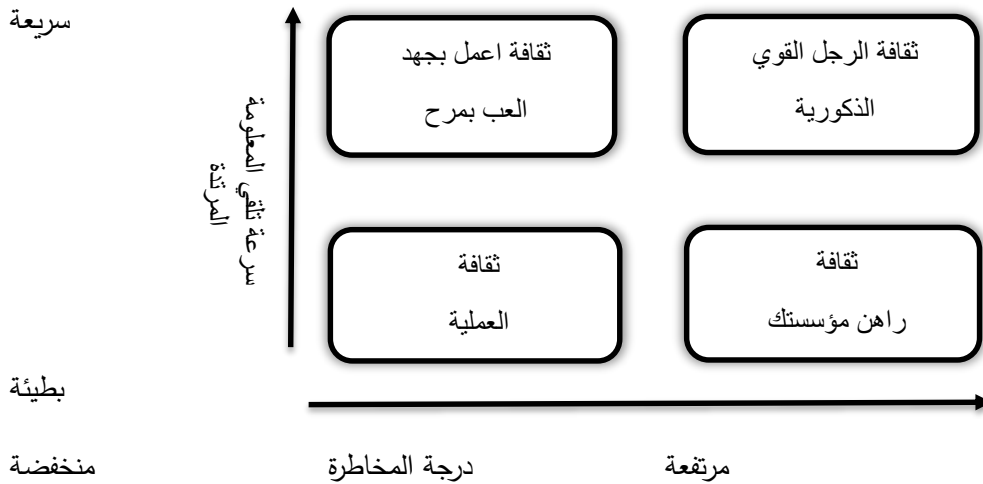 سريعة
ثقافة الرجل القوي
الذكورية
ثقافة اعمل بجهد
العب بمرح
سرعة تلقي المعلومة
المرتدة
ثقافة
راهن مؤسستك
ثقافة
العملية
بطيئة
مرتفعة
درجة المخاطرة
منخفضة